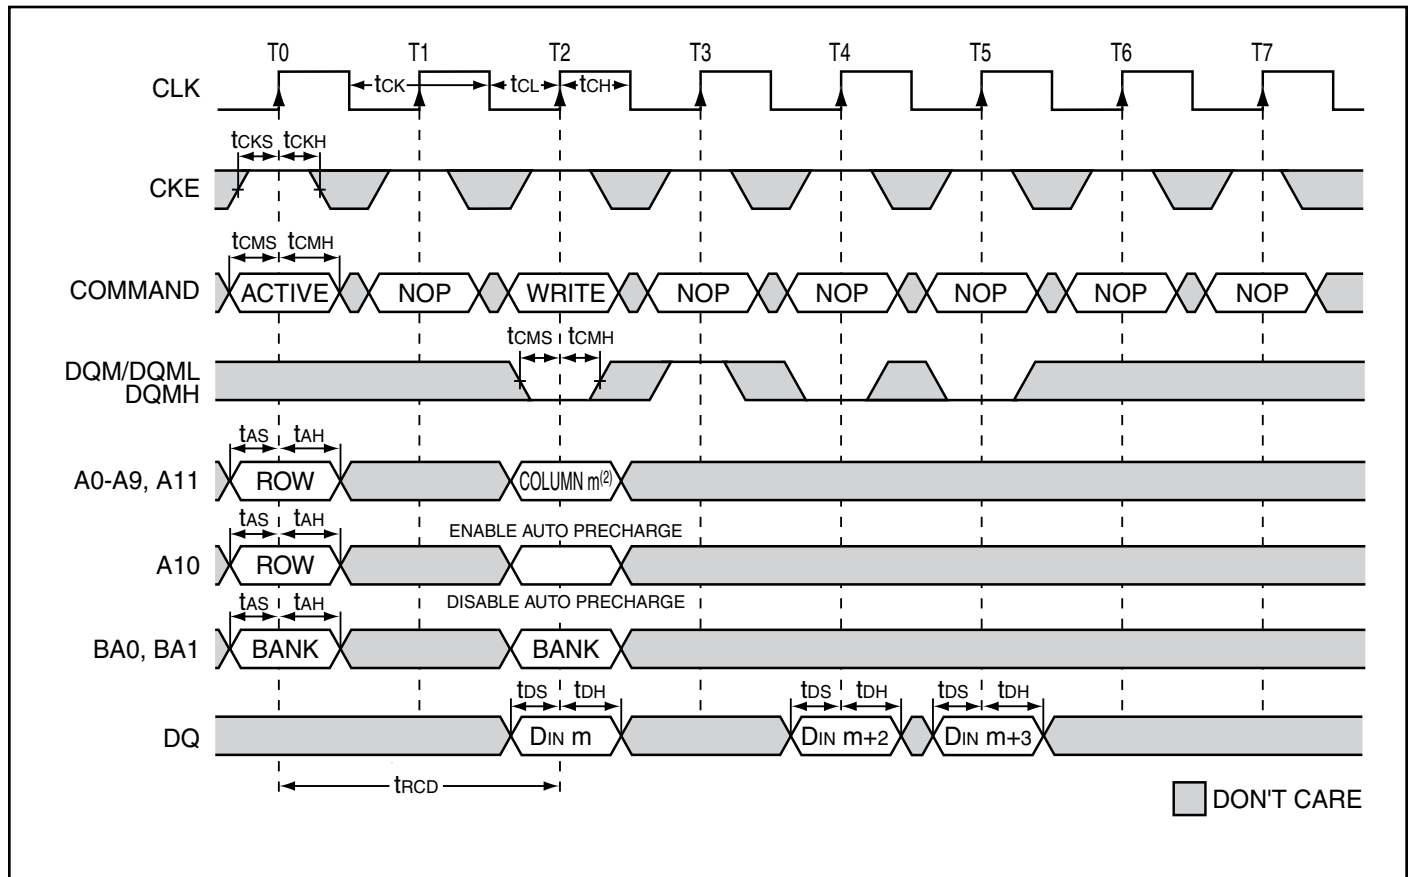 T0 T1 T2 T3 T4 T5 T6 T7
CLK tCK tCL tCH
tCKS tCKH
CKE
tCMS tCMH
COMMAND ACTIVE NOP WRITE NOP NOP NOP NOP NOP
tCMS tCMH
DQM/DQML
DQMH
tAS tAH
A0-A9, A11 ROW COLUMN m(2)
tAS tAH ENABLE AUTO PRECHARGE
A10 ROW
tAS tAH DISABLE AUTO PRECHARGE
BA0, BA1 BANK BANK
tDS tDH tDS tDH tDS tDH
DQ DIN m DIN m+2 DIN m+3
tRCD
DON'T CARE